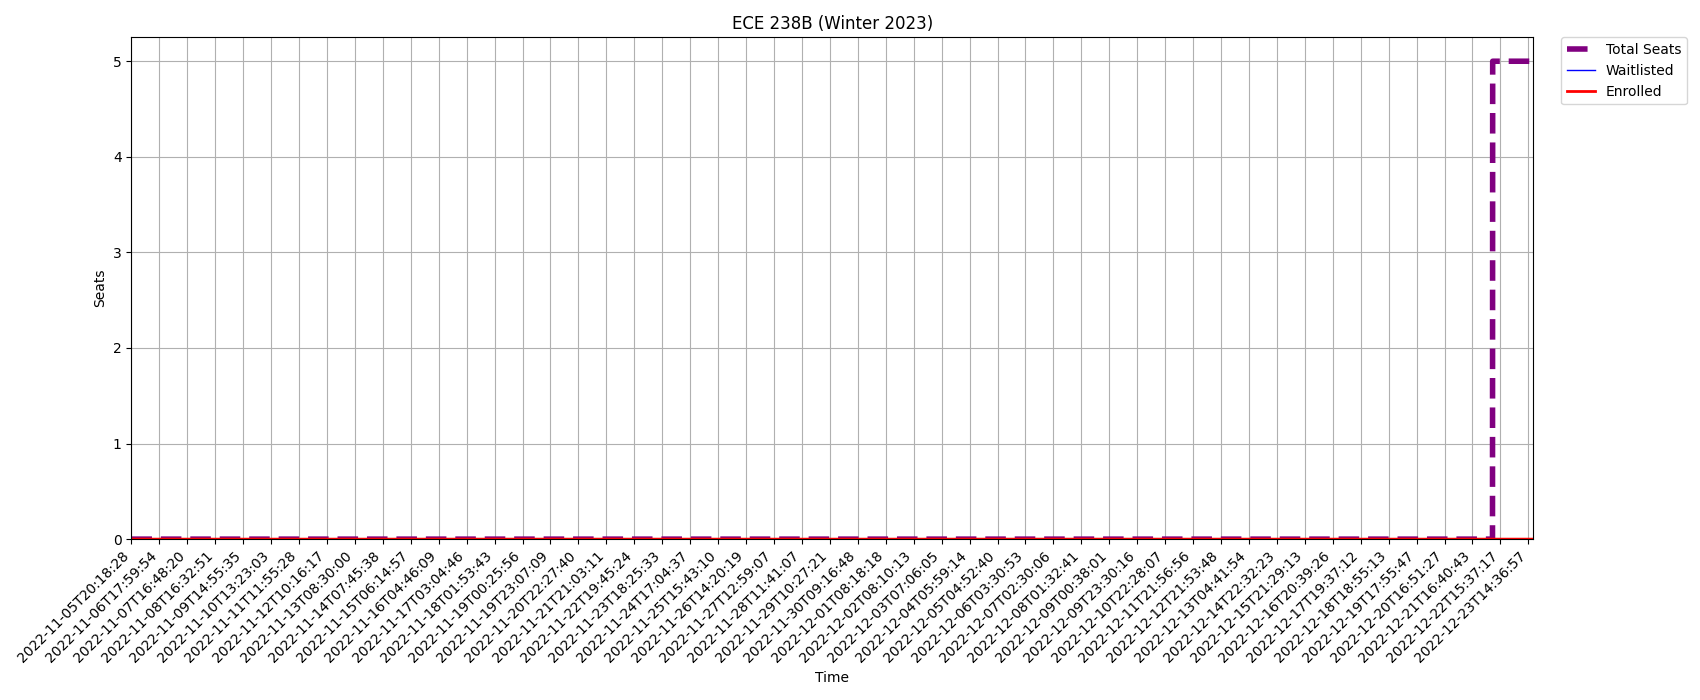 ECE 238B (Winter 2023)
Total Seats
Waitlisted
Enrolled
Seats
5
4
3
2
1
0
2022-11-05T20:18:28
2022-11-06T17:59:54
2022-11-07T16:48:20
2022-11-08T16:32:51
2022-11-09T14:55:35
2022-11-10T13:23:03
2022-11-11T11:55:28
2022-11-12T10:16:17
2022-11-13T08:30:00
2022-11-14T07:45:38
2022-11-15T06:14:57
2022-11-16T04:46:09
2022-11-17T03:04:46
2022-11-18T01:53:43
2022-11-19T00:25:56
2022-11-19T23:07:09
2022-11-20T22:27:40
2022-11-21T21:03:11
2022-11-22T19:45:24
2022-11-23T18:25:33
2022-11-24T17:04:37
2022-11-25T15:43:10
2022-11-26T14:20:19
2022-11-27T12:59:07
2022-11-28T11:41:07
2022-11-29T10:27:21
2022-11-30T09:16:48
2022-12-01T08:18:18
2022-12-02T08:10:13
2022-12-03T07:06:05
2022-12-04T05:59:14
2022-12-05T04:52:40
2022-12-06T03:30:53
2022-12-07T02:30:06
2022-12-08T01:32:41
2022-12-09T00:38:01
2022-12-09T23:30:16
2022-12-10T22:28:07
2022-12-11T21:56:56
2022-12-12T21:53:48
2022-12-13T04:41:54
2022-12-14T22:32:23
2022-12-15T21:29:13
2022-12-16T20:39:26
2022-12-17T19:37:12
2022-12-18T18:55:13
2022-12-19T17:55:47
2022-12-20T16:51:27
2022-12-21T16:40:43
2022-12-22T15:37:17
2022-12-23T14:36:57
Time